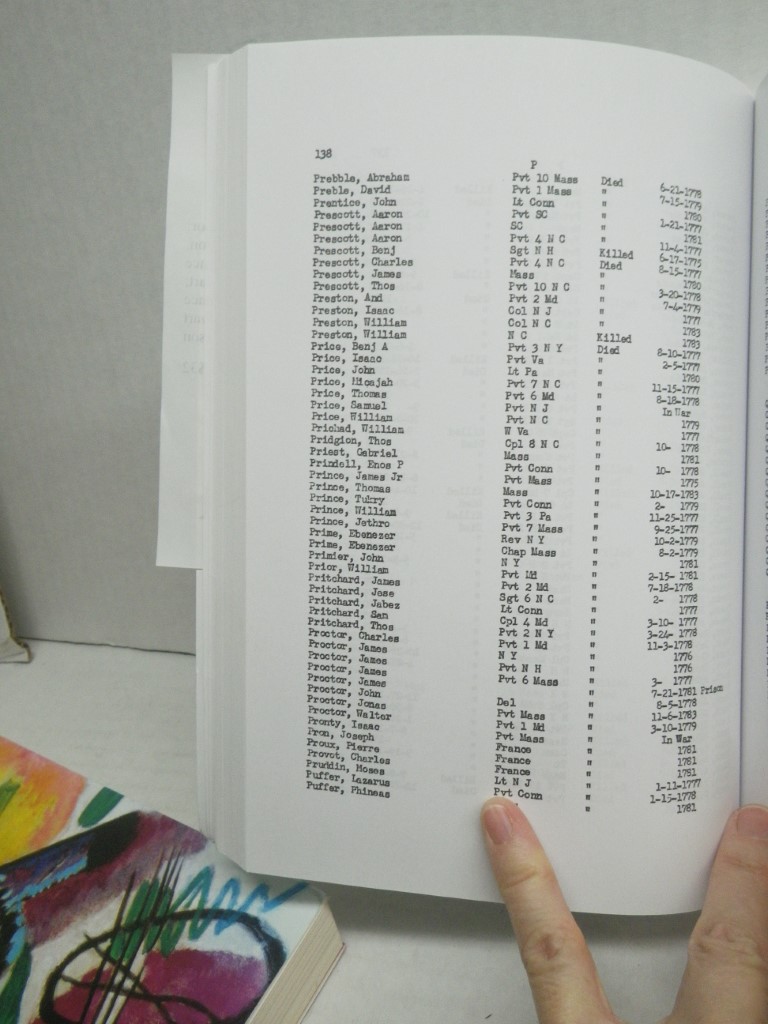 138
P
Prebble, Abraham Pvt 10 Mass Died 6-21-1778
Preble, David Pvt 1 Mass " 7-15-1779
Prentice, John Lt Conn " 1780
Prescott, Aaron Pvt SC " 1-21-1777
Prescott, Aaron SC " 1781
Prescott, Aaron Pvt 4 N C " 11-4-1777
Prescott, Benj Sgt N H Killed 6-17-1775
Prescott, Charles Pvt 4 N C Died 8-15-1777
Prescott, James Mass " 1780
Prescott, Thos Pvt 10 N C " 3-20-1778
Preston, And Pvt 2 Md " 7-4-1779
Preston, Isaac Col N J " 1777
Preston, William Col N C " 1783
Preston, William N C Killed 1783
Price, Benj A Pvt 3 N Y Died 8-10-1777
Price, Isaac Pvt Va " 2-5-1777
Price, John Lt Pa " 1780
Price, Micajah Pvt 7 N C " 11-15-1777
Price, Thomas Pvt 6 Md " 8-18-1778
Price, Samuel Pvt N J " In War
Price, William Pvt N C " 1779
Prichad, William W Va " 1777
Pridgion, Thos Cpl 8 N C " 10- 1778
Priest, Gabriel Mass " 1781
Prindell, Enos P Pvt Conn " 10- 1778
Prince, James Jr Pvt Mass " 1775
Prince, Thomas Mass " 10-17-1783
Prince, Tukry Pvt Conn " 2- 1779
Prince, William Pvt 3 Pa " 11-25-1777
Prince, Jethro Pvt 7 Mass " 9-25-1777
Prime, Ebenezer Rev N Y " 10-2-1779
Prime, Ebenezer Chap Mass " 8-2-1779
Primier, John N Y " 1781
Prior, William Pvt Md " 2-15- 1781
Pritchard, James Pvt 2 Md " 7-18-1778
Pritchard, Jese Sgt 6 N C " 2- 1778
Pritchard, Jabez Lt Conn " 1777
Pritchard, San Cpl 4 Md " 3-10- 1777
Pritchard, Thos Pvt 2 N Y " 3-24- 1778
Proctor, Charles Pvt 1 Md " 11-3-1778
Proctor, James N Y " 1776
Proctor, James Pvt N H " 1776
Proctor, James Pvt 6 Mass " 3- 1777
Proctor, James " 7-21-1781 Prison
Proctor, John Del " 8-5-1778
Proctor, Jonas Pvt Mass " 11-6-1783
Proctor, Walter Pvt 1 Md " 3-10-1779
Pronty, Isaac Pvt Mass " In War
Pron, Joseph France " 1781
Proux, Pierre France " 1781
Provot, Charles France " 1781
Prudin, Moses Lt N J " 1-11-1777
Puffer, Lazarus Pvt Conn " 1-15-1778
Puffer, Phineas " 1781